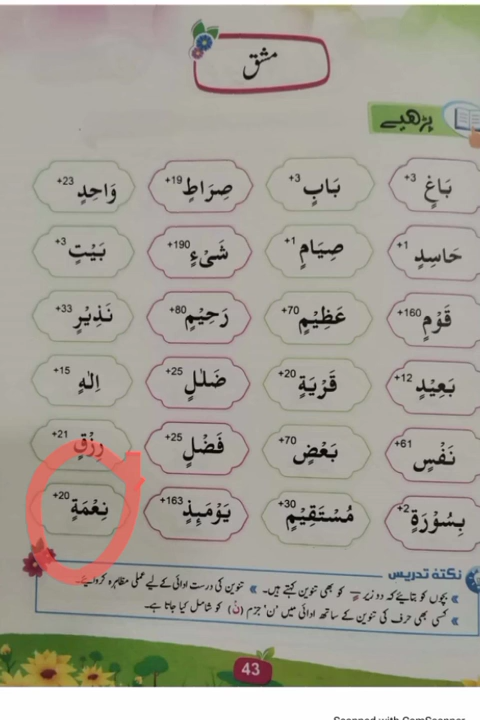 مشق
پڑھیے
بَاغٍ +3 بَابٍ +3 صِرَاطٍ +19 وَاحِدٍ +23
حَاسِدٍ +1 صِيَامٍ +1 شَیْءٍ +190 بَيْتٍ +3
قَوْمٍ +160 عَظِيْمٍ +70 رَحِيْمٍ +80 نَذِيْرٍ +33
بَعِيْدٍ +12 قَرْيَةٍ +20 ضَلٰلٍ +25 اِلٰهٍ +15
نَفْسٍ +61 بَعْضٍ +70 فَضْلٍ +25 رِزْقٍ +21
بِسُوْرَةٍ +2 مُسْتَقِيْمٍ +30 يَوْمَئِذٍ +163 نِعْمَةٍ +20
نکتۂ تدریس
» بچوں کو بتایئے کہ دو زیر ـٍ کو بھی تنوین کہتے ہیں۔ » تنوین کی درست ادائی کے لیے عملی مظاہرہ کروایئے۔
» کسی بھی حرف کی تنوین کے ساتھ ادائی میں 'ن' جزم (نْ) کو شامل کیا جاتا ہے۔
43